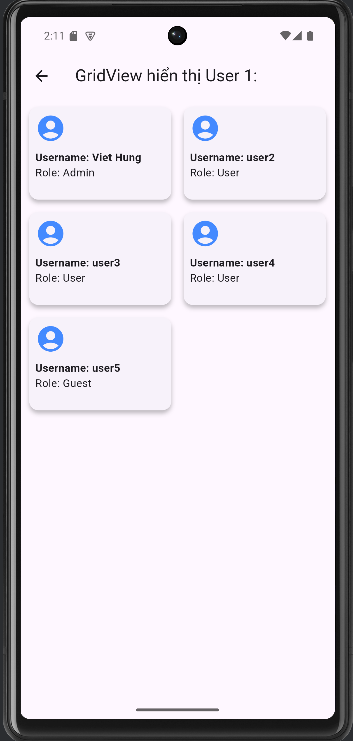 2:11
GridView hiển thị User 1:
Username: Viet Hung
Role: Admin
Username: user2
Role: User
Username: user3
Role: User
Username: user4
Role: User
Username: user5
Role: Guest